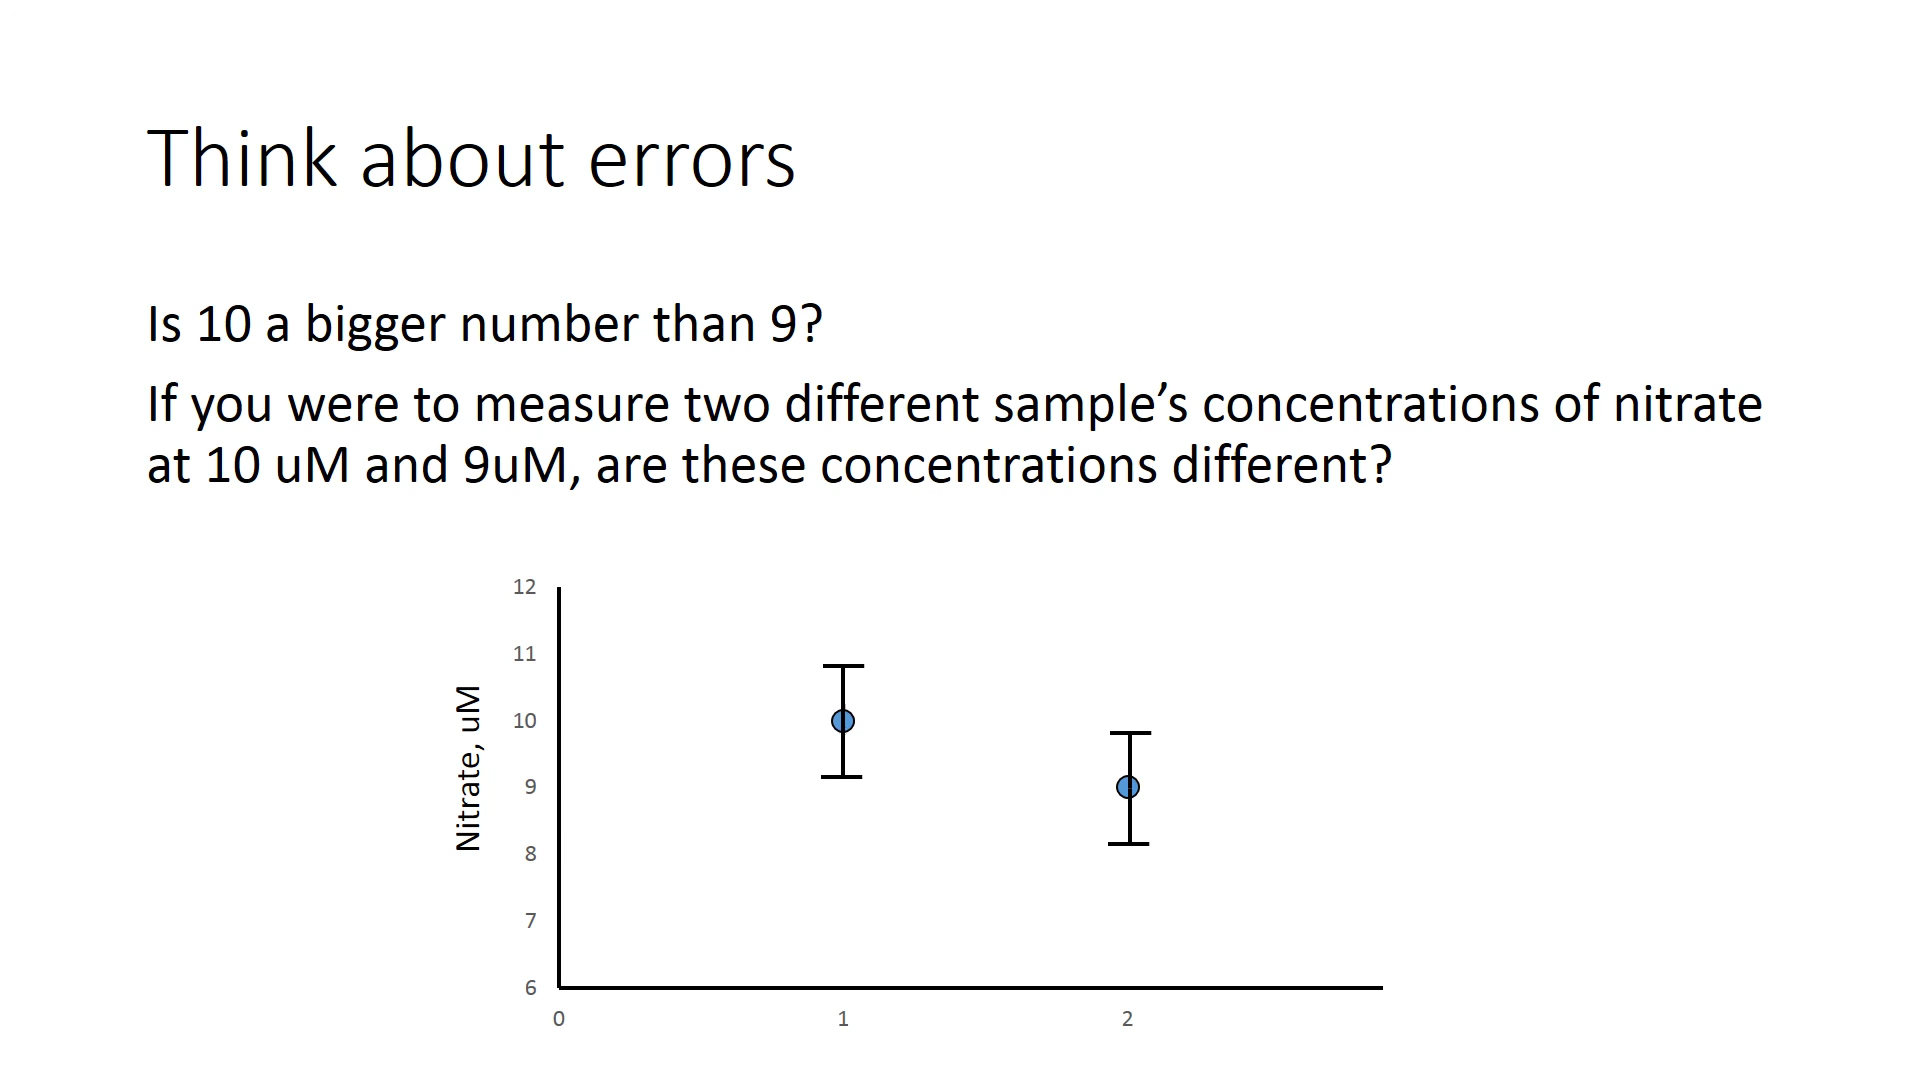 Think about errors
Is 10 a bigger number than 9?
If you were to measure two different sample’s concentrations of nitrate
at 10 uM and 9uM, are these concentrations different?
Nitrate, uM
12
11
10
9
8
7
6
0 1 2